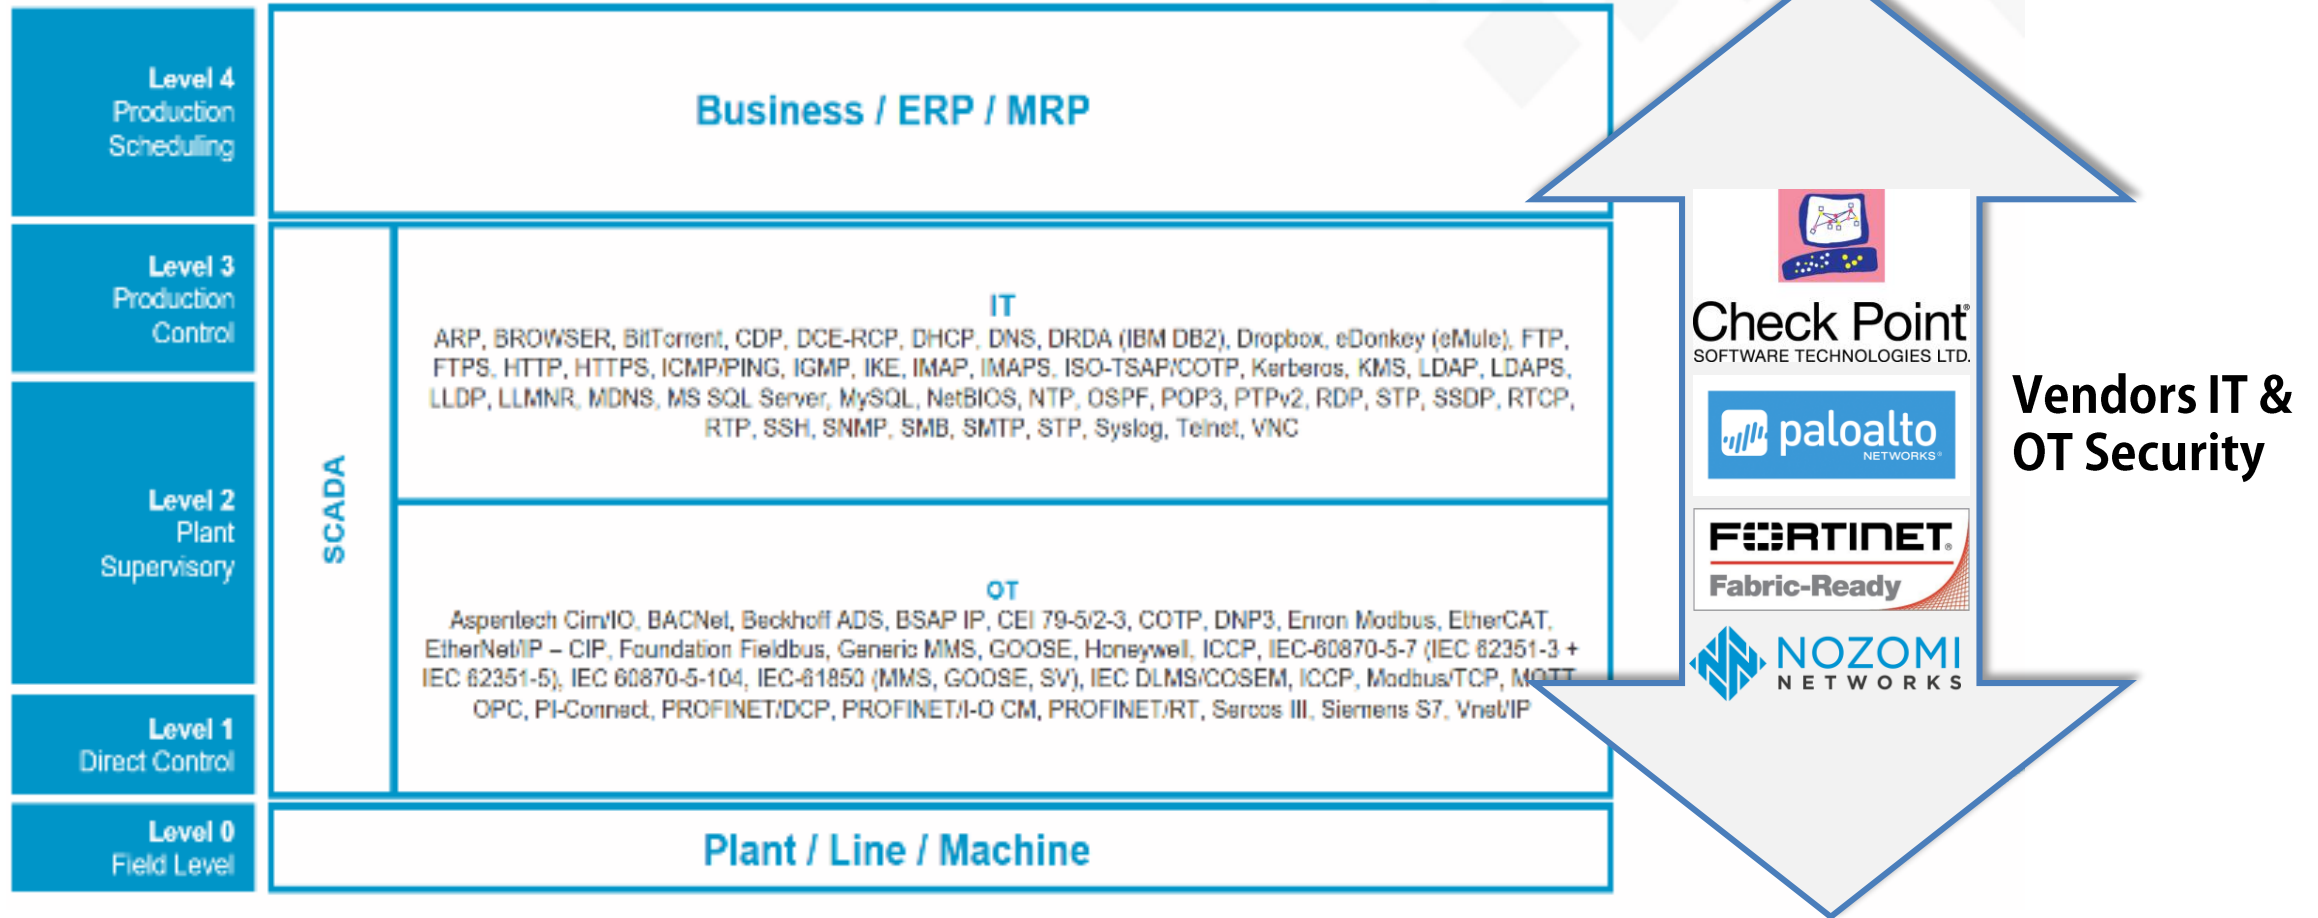 Level 4
Production
Scheduling
Business / ERP / MRP
Level 3
Production
Control
Level 2
Plant
Supervisory
Level 1
Direct Control
Level 0
Field Level
SCADA
IT
ARP, BROWSER, BitTorrent, CDP, DCE-RCP, DHCP, DNS, DRDA (IBM DB2), Dropbox, eDonkey (eMule), FTP,
FTPS, HTTP, HTTPS, ICMP/PING, IGMP, IKE, IMAP, IMAPS, ISO-TSAP/COTP, Kerberos, KMS, LDAP, LDAPS,
LLDP, LLMNR, MDNS, MS SQL Server, MySQL, NetBIOS, NTP, OSPF, POP3, PTPv2, RDP, STP, SSDP, RTCP,
RTP, SSH, SNMP, SMB, SMTP, STP, Syslog, Telnet, VNC
OT
Aspentech Cim/IO, BACNet, Beckhoff ADS, BSAP IP, CEI 79-5/2-3, COTP, DNP3, Enron Modbus, EtherCAT,
EtherNet/IP – CIP, Foundation Fieldbus, Generic MMS, GOOSE, Honeywell, ICCP, IEC-60870-5-7 (IEC 62351-3 +
IEC 62351-5), IEC 60870-5-104, IEC-61850 (MMS, GOOSE, SV), IEC DLMS/COSEM, ICCP, Modbus/TCP, MQTT
OPC, PI-Connect, PROFINET/DCP, PROFINET/I-O CM, PROFINET/RT, Sercos III, Siemens S7, Vnet/IP
Plant / Line / Machine
Check Point®
SOFTWARE TECHNOLOGIES LTD.
paloalto
NETWORKS®
FORTINET®
Fabric-Ready
NOZOMI
NETWORKS
Vendors IT &
OT Security